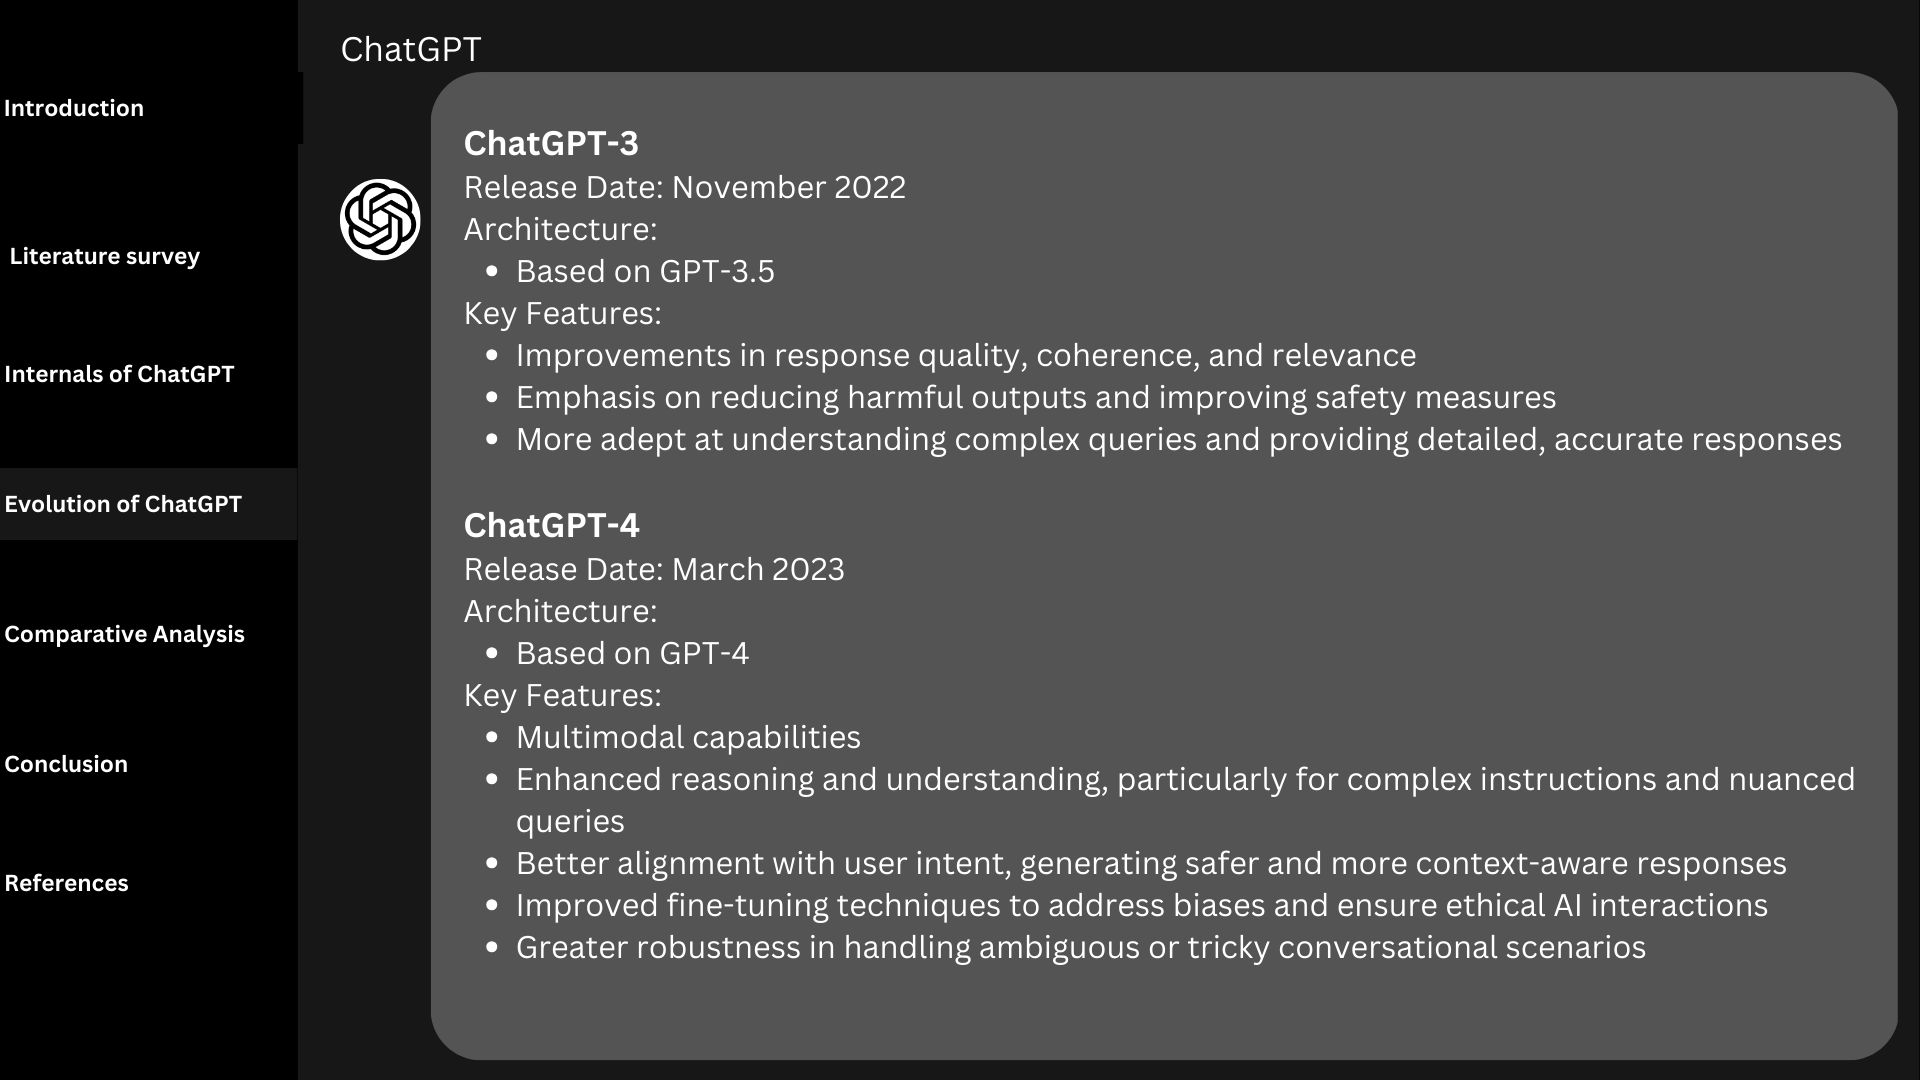 ChatGPT
Introduction
Literature survey
Internals of ChatGPT
Evolution of ChatGPT
Comparative Analysis
Conclusion
References
ChatGPT-3
Release Date: November 2022
Architecture:
• Based on GPT-3.5
Key Features:
• Improvements in response quality, coherence, and relevance
• Emphasis on reducing harmful outputs and improving safety measures
• More adept at understanding complex queries and providing detailed, accurate responses
ChatGPT-4
Release Date: March 2023
Architecture:
• Based on GPT-4
Key Features:
• Multimodal capabilities
• Enhanced reasoning and understanding, particularly for complex instructions and nuanced
queries
• Better alignment with user intent, generating safer and more context-aware responses
• Improved fine-tuning techniques to address biases and ensure ethical AI interactions
• Greater robustness in handling ambiguous or tricky conversational scenarios